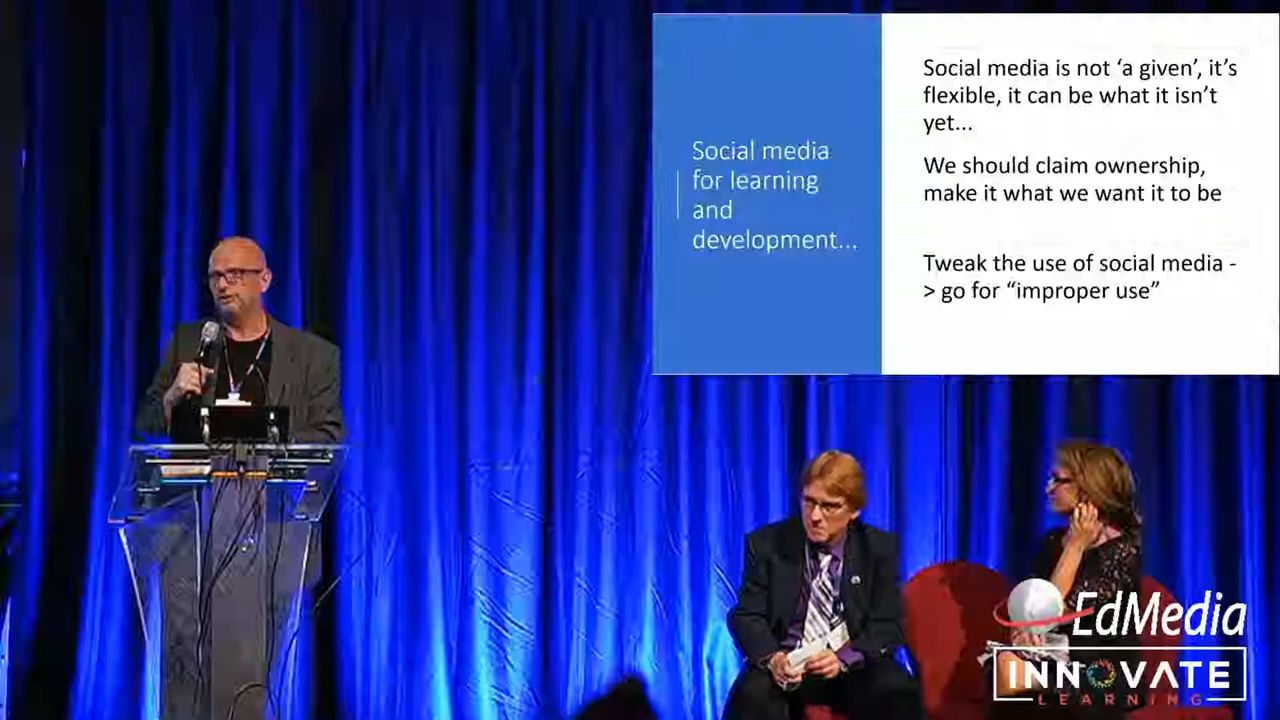 Social media
for learning
and
development...
Social media is not ‘a given’, it’s
flexible, it can be what it isn’t
yet...
We should claim ownership,
make it what we want it to be
Tweak the use of social media -
> go for “improper use”
EdMedia
INNOVATE
LEARNING